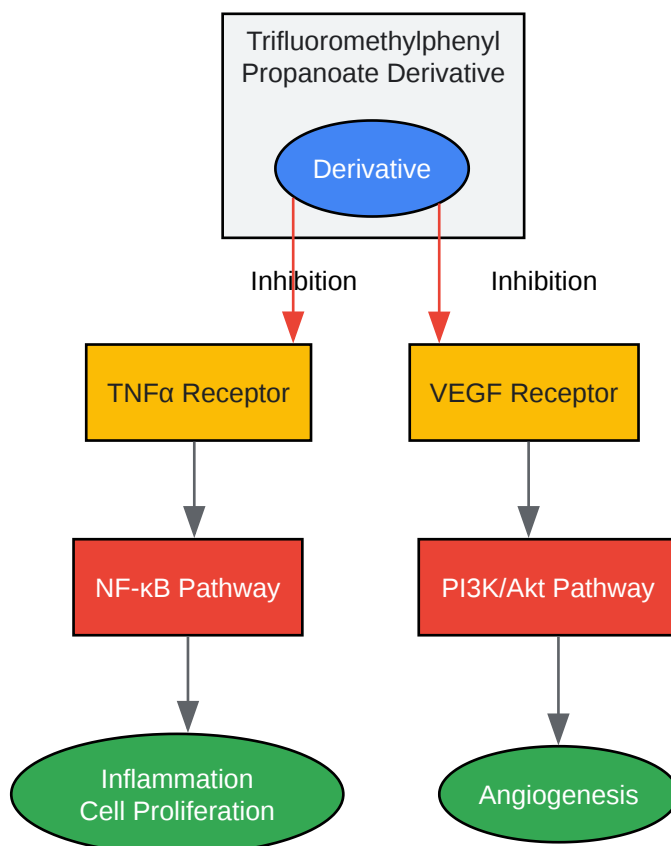 Trifluoromethylphenyl
Propanoate Derivative
Derivative
Inhibition
Inhibition
TNFα Receptor
VEGF Receptor
NF-κB Pathway
PI3K/Akt Pathway
Inflammation
Cell Proliferation
Angiogenesis